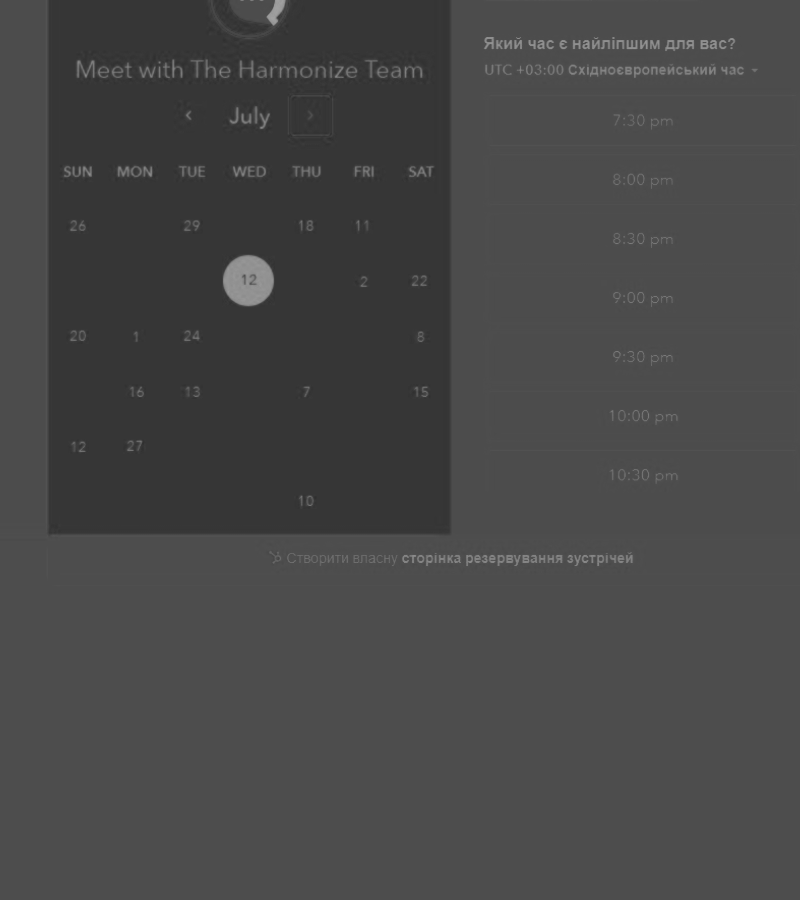 Meet with The Harmonize Team
July
SUN MON TUE WED THU FRI SAT
26 29 18 11
12 2 22
20 1 24 8
16 13 7 15
12 27
10
Який час є найліпшим для вас?
UTC +03:00 Східноєвропейський час
7:30 pm
8:00 pm
8:30 pm
9:00 pm
9:30 pm
10:00 pm
10:30 pm
Створити власну сторінка резервування зустрічей